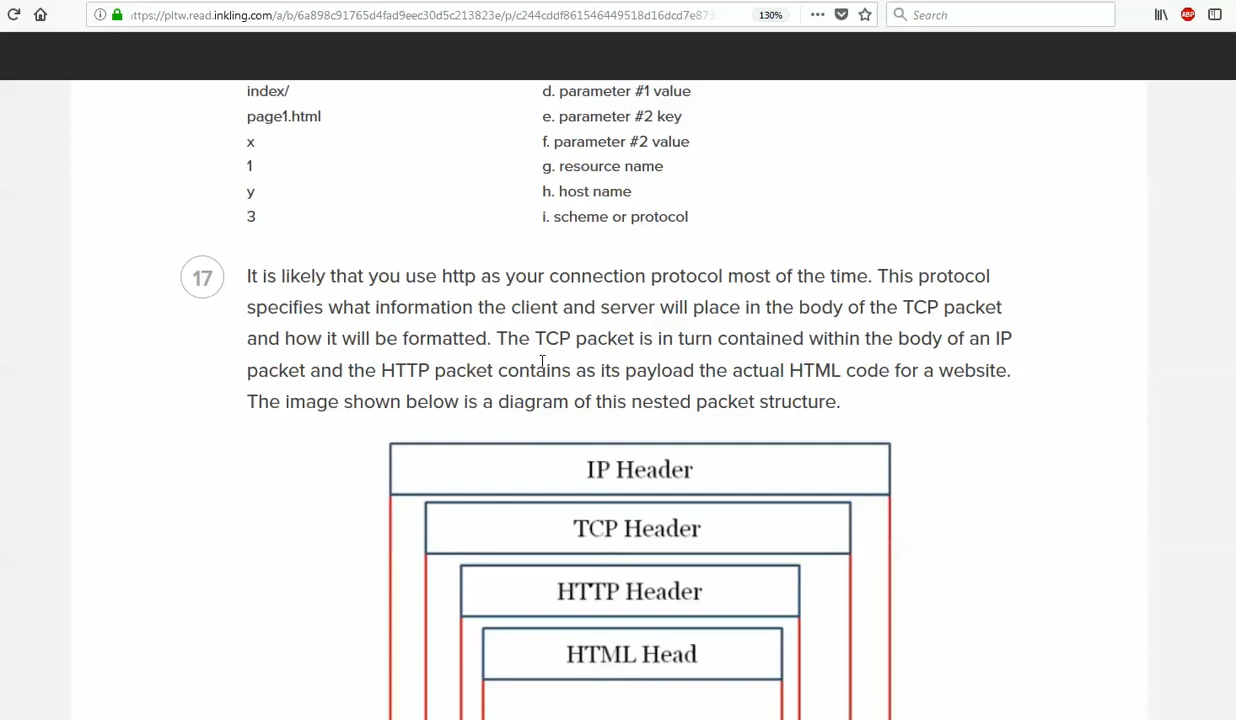 https://pltw.read.inkling.com/a/b/6a898c91765d4fad9eec30d5c213823e/p/c244cddf861546449518d16dcd7e873 130% Search ABP
index/ d. parameter #1 value
page1.html e. parameter #2 key
x f. parameter #2 value
1 g. resource name
y h. host name
3 i. scheme or protocol
17 It is likely that you use http as your connection protocol most of the time. This protocol
specifies what information the client and server will place in the body of the TCP packet
and how it will be formatted. The TCP packet is in turn contained within the body of an IP
packet and the HTTP packet contains as its payload the actual HTML code for a website.
The image shown below is a diagram of this nested packet structure.
IP Header
TCP Header
HTTP Header
HTML Head